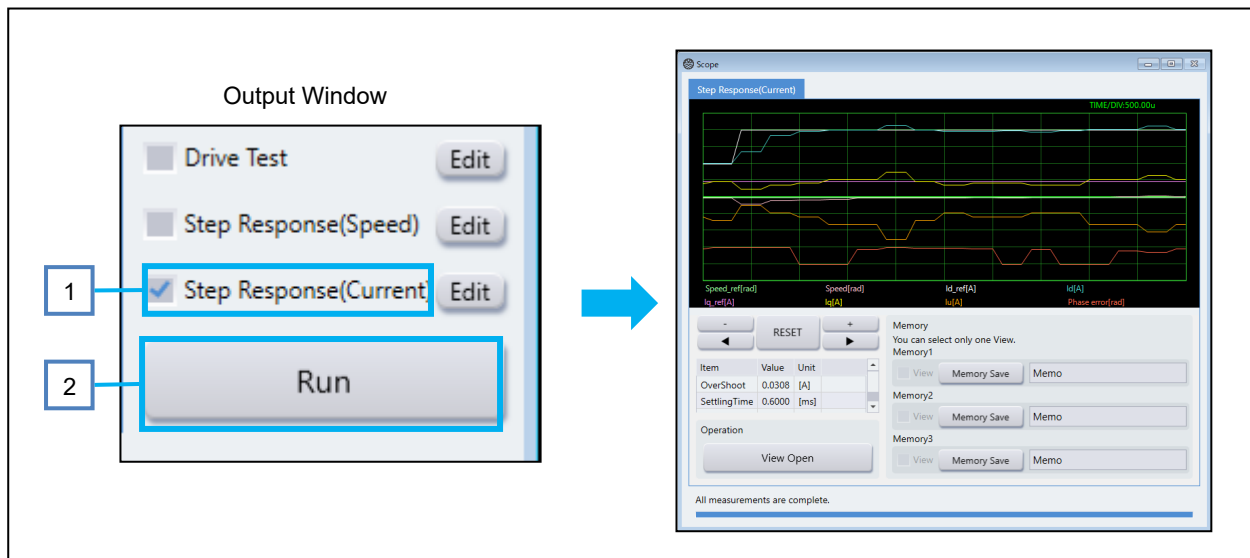 Output Window
Drive Test
Edit
Step Response(Speed)
Edit
1
Step Response(Current)
Edit
2
Run
Scope
Step Response(Current)
TIME/DIV:500.00u
Speed_ref[rad] Speed[rad] Id_ref[A] Id[A]
Iq_ref[A] Iq[A] Iu[A] Phase error[rad]
- RESET +
Item Value Unit
OverShoot 0.0308 [A]
SettlingTime 0.6000 [ms]
Operation
View Open
Memory
You can select only one View.
Memory1
View Memory Save Memo
Memory2
View Memory Save Memo
Memory3
View Memory Save Memo
All measurements are complete.